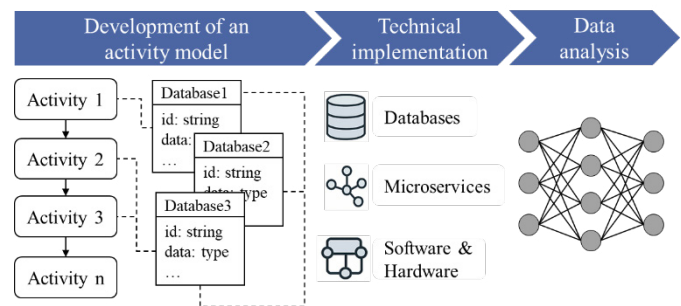 Development of an
activity model
Technical
implementation
Data
analysis
Activity 1
Activity 2
Activity 3
Activity n
Database1
id: string
data:
...
Database2
id: string
data: type
Database3
id: string
data: type
...
Databases
Microservices
Software &
Hardware